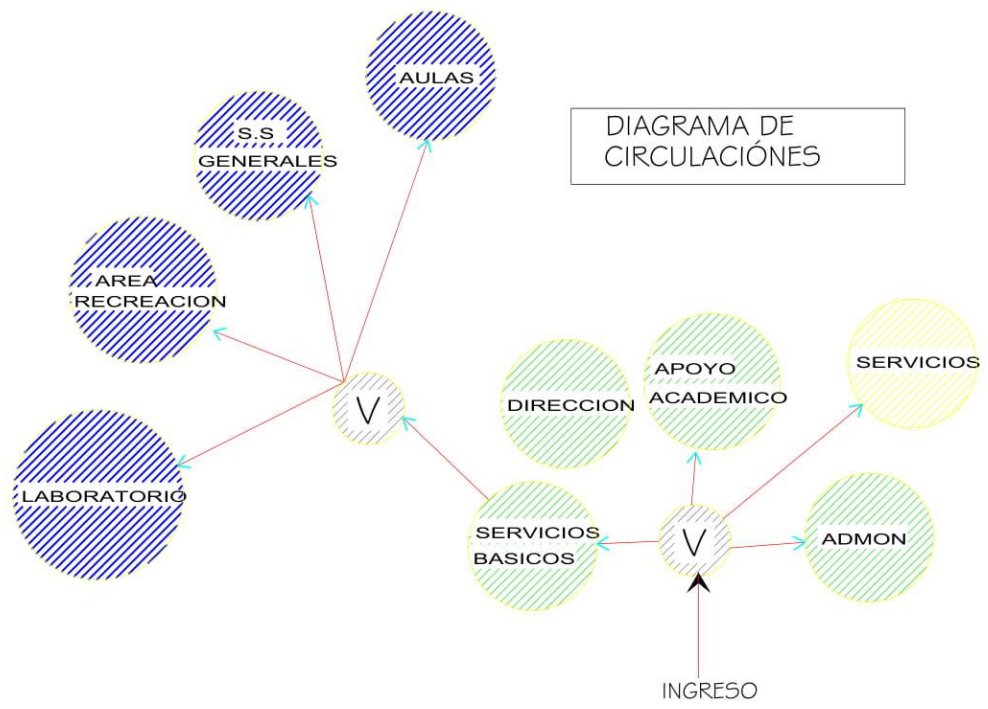 AULAS
S.S
GENERALES
DIAGRAMA DE
CIRCULACIÓNES
AREA
RECREACION
APOYO
ACADEMICO
SERVICIOS
DIRECCION
V
LABORATORIO
SERVICIOS
BASICOS
V
ADMON
INGRESO